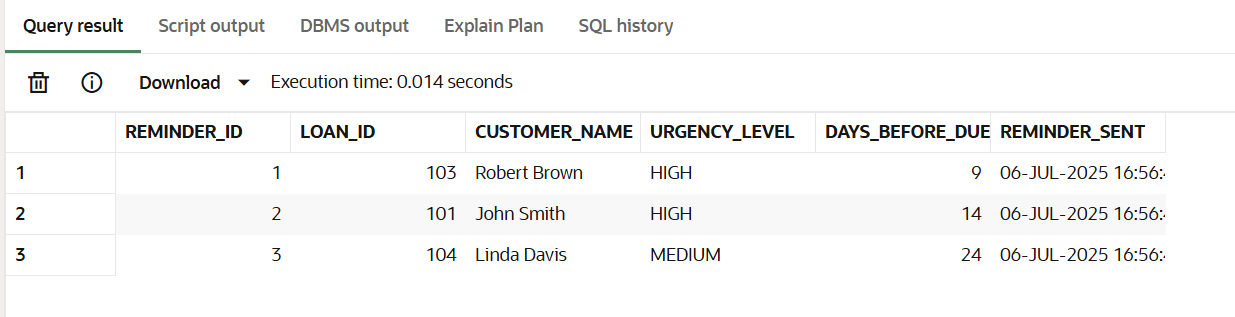 Query result Script output DBMS output Explain Plan SQL history
Download Execution time: 0.014 seconds
REMINDER_ID LOAN_ID CUSTOMER_NAME URGENCY_LEVEL DAYS_BEFORE_DUE REMINDER_SENT
1 1 103 Robert Brown HIGH 9 06-JUL-2025 16:56:
2 2 101 John Smith HIGH 14 06-JUL-2025 16:56:
3 3 104 Linda Davis MEDIUM 24 06-JUL-2025 16:56: